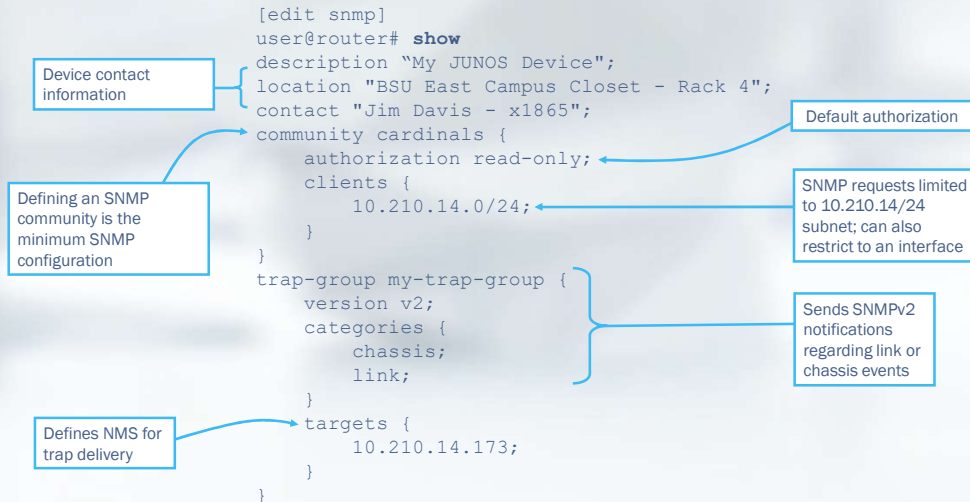 [edit snmp]
user@router# show
description “My JUNOS Device";
location "BSU East Campus Closet - Rack 4";
contact "Jim Davis - x1865";
community cardinals {
authorization read-only;
clients {
10.210.14.0/24;
}
}
trap-group my-trap-group {
version v2;
categories {
chassis;
link;
}
targets {
10.210.14.173;
}
}
Device contact
information
Defining an SNMP
community is the
minimum SNMP
configuration
Defines NMS for
trap delivery
Default authorization
SNMP requests limited
to 10.210.14/24
subnet; can also
restrict to an interface
Sends SNMPv2
notifications
regarding link or
chassis events